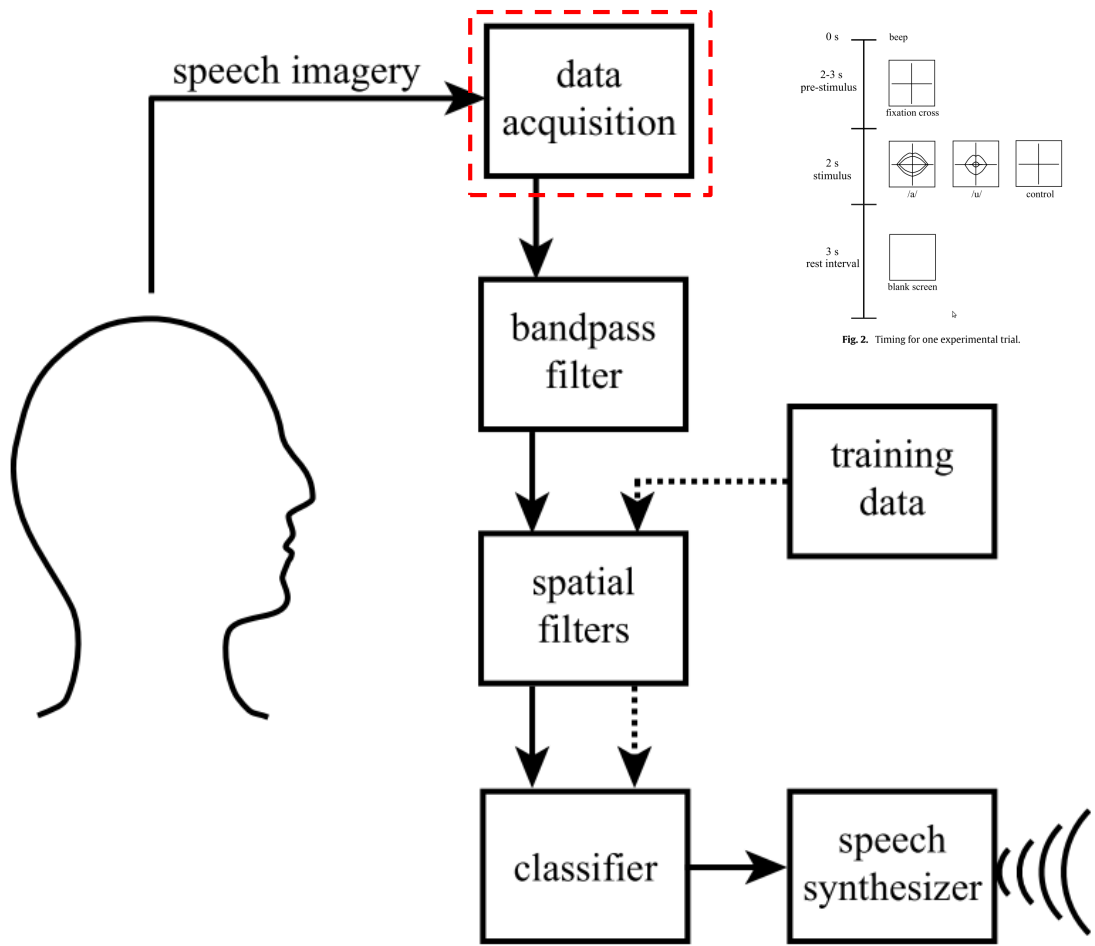 speech imagery
data
acquisition
bandpass
filter
training
data
spatial
filters
classifier
speech
synthesizer
0 s
beep
2-3 s
pre-stimulus
fixation cross
2 s
stimulus
/a/
/u/
control
3 s
rest interval
blank screen
Fig. 2. Timing for one experimental trial.